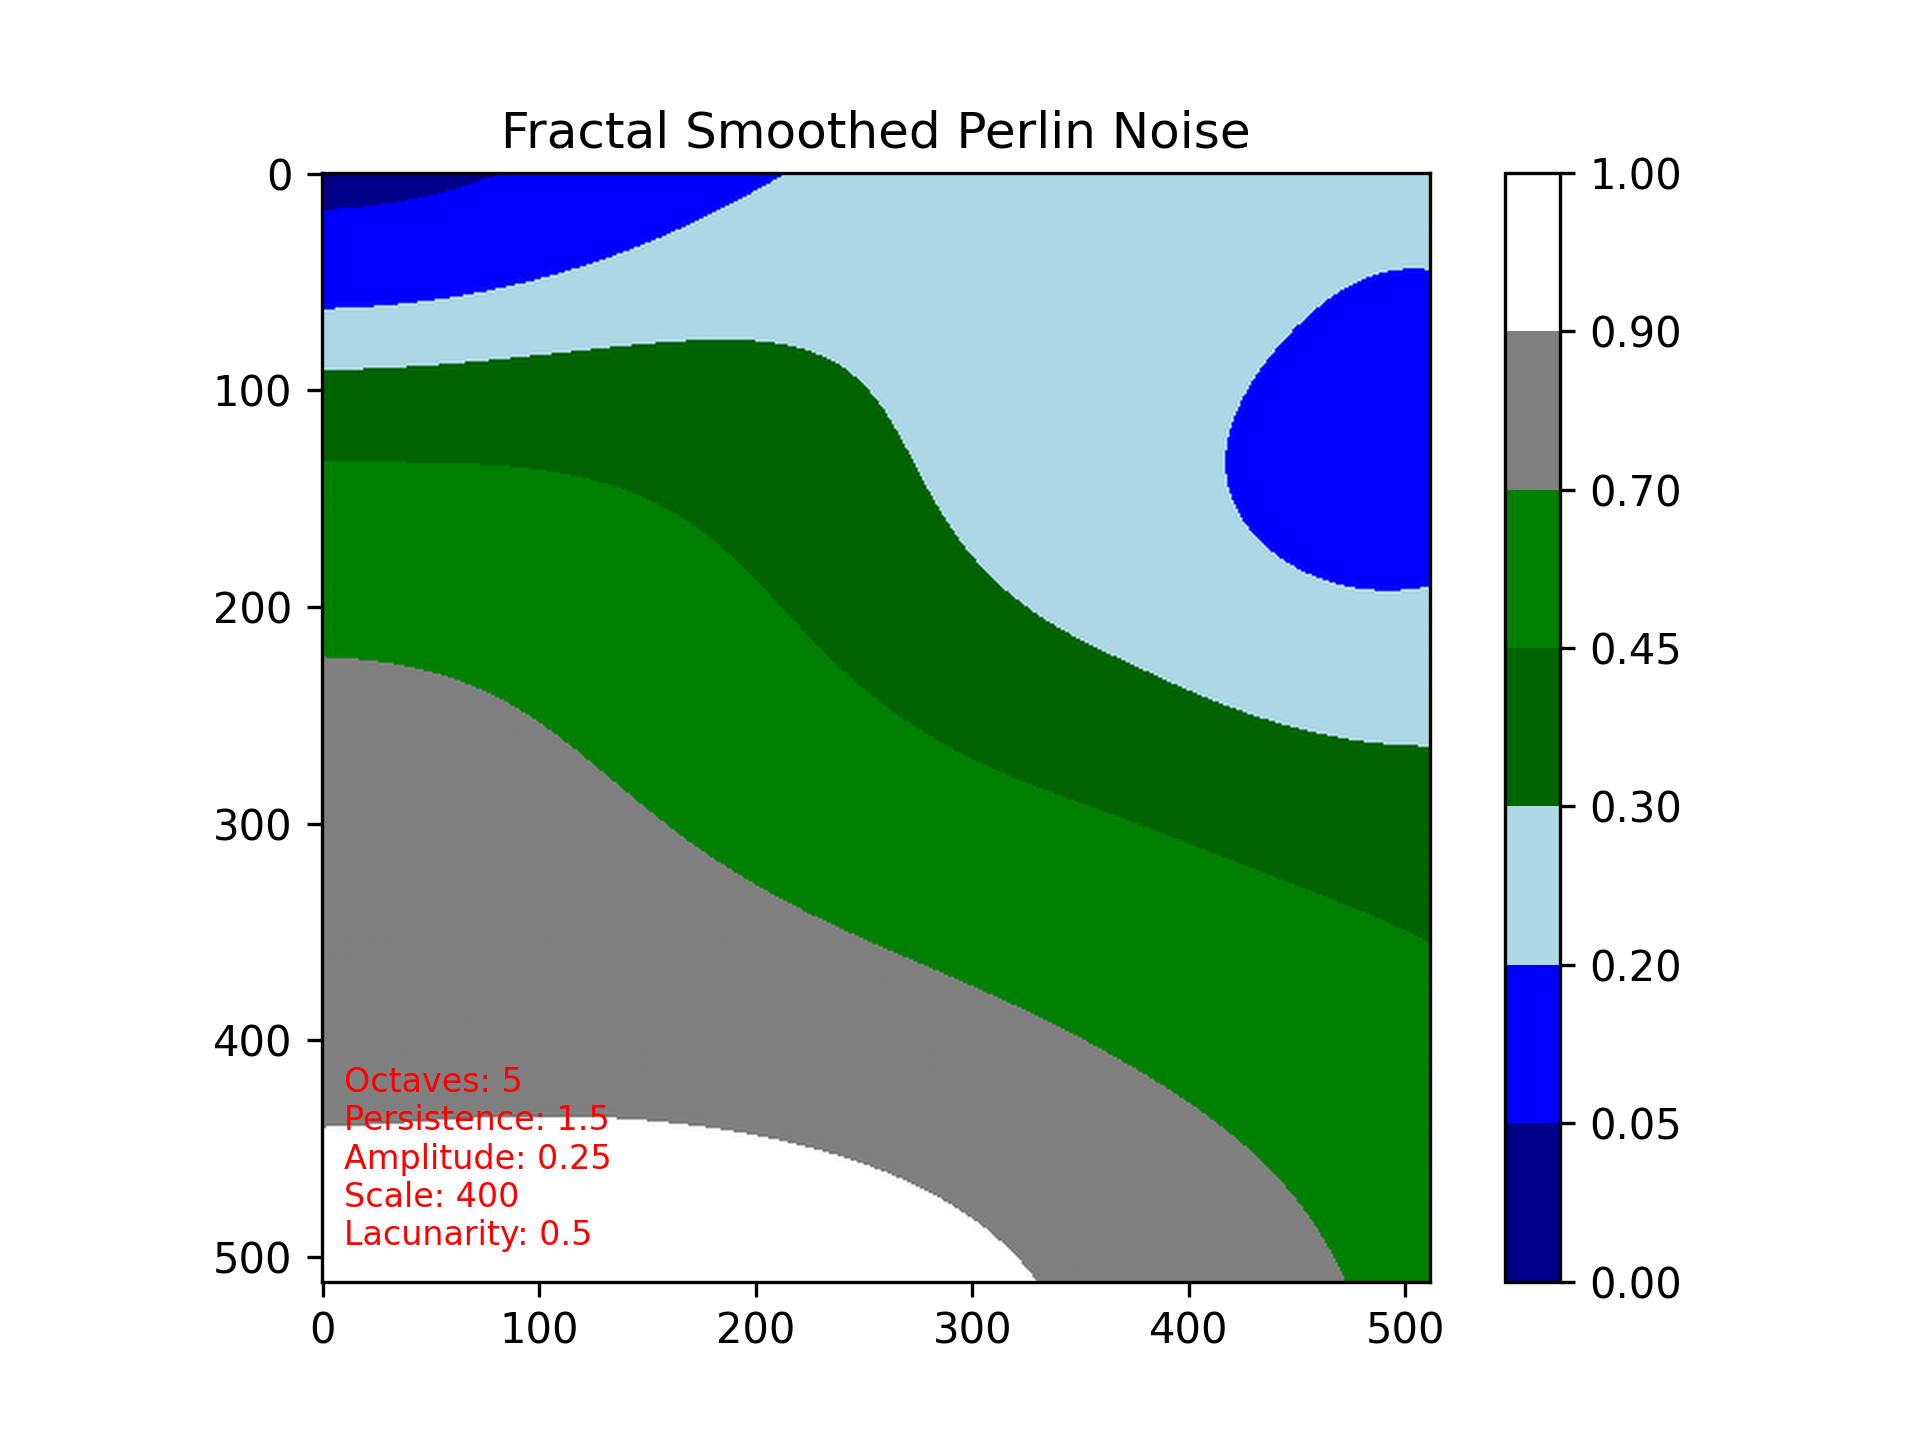 Fractal Smoothed Perlin Noise
0
100
200
300
400
500
0 100 200 300 400 500
Octaves: 5
Persistence: 1.5
Amplitude: 0.25
Scale: 400
Lacunarity: 0.5
1.00
0.90
0.70
0.45
0.30
0.20
0.05
0.00